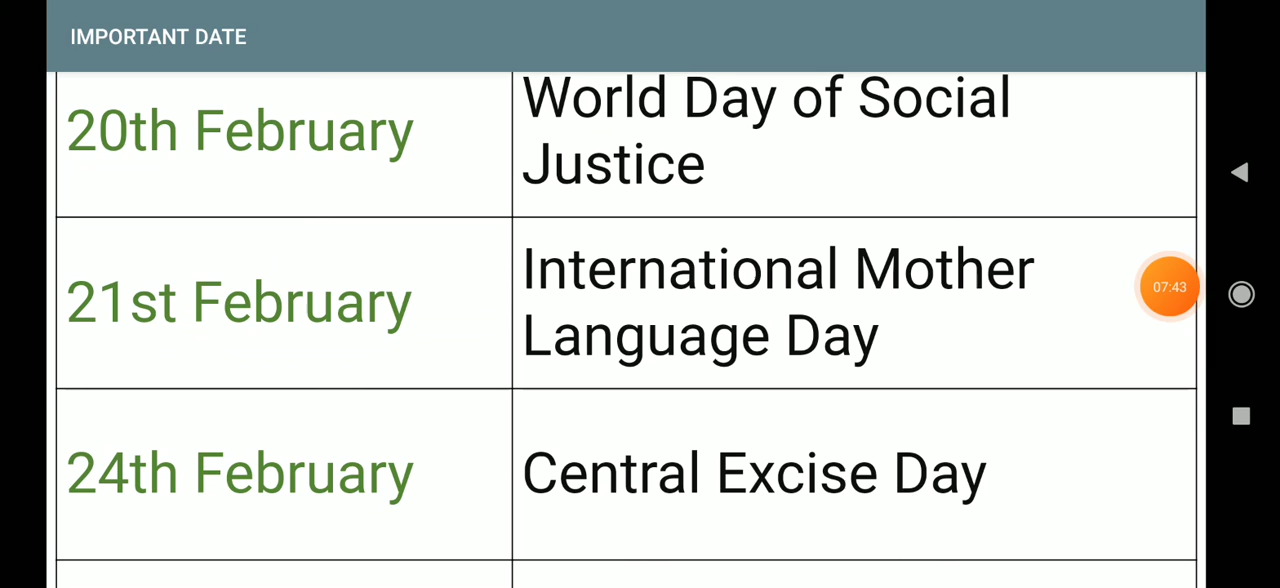 IMPORTANT DATE
20th February
World Day of Social
Justice
21st February
International Mother
Language Day
07:43
24th February
Central Excise Day